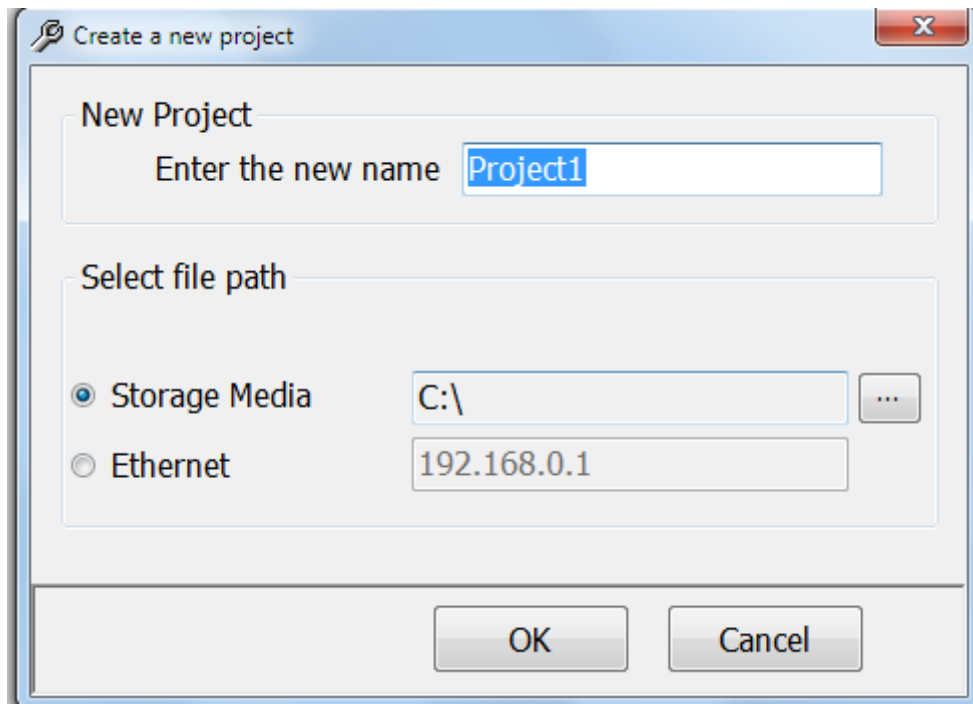 Create a new project
New Project
Enter the new name Project1
Select file path
Storage Media C:\ ...
Ethernet 192.168.0.1
OK Cancel